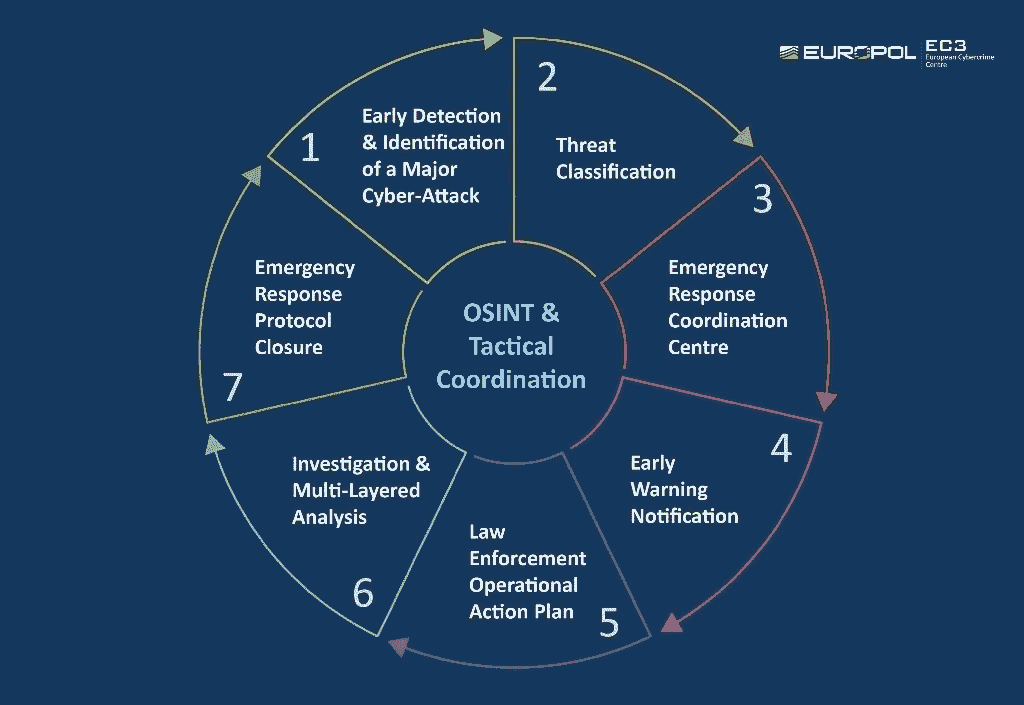 EUROPOL
EC3
European Cybercrime
Centre
1
Early Detection
& Identification
of a Major
Cyber-Attack
2
Threat
Classification
3
Emergency
Response
Coordination
Centre
4
Early
Warning
Notification
5
Law
Enforcement
Operational
Action Plan
6
Investigation &
Multi-Layered
Analysis
7
Emergency
Response
Protocol
Closure
OSINT &
Tactical
Coordination